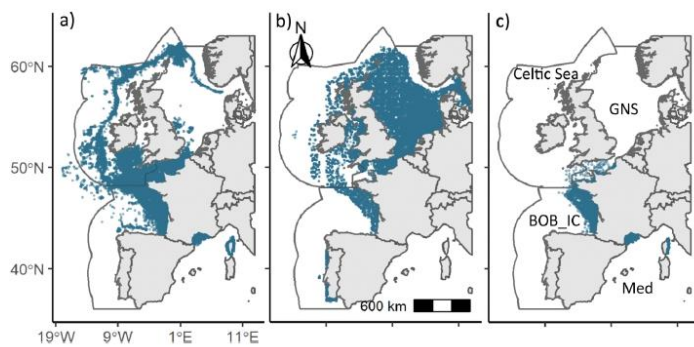 a) b) c)
N
60°N
Celtic Sea
GNS
50°N
BOB_IC
40°N
Med
600 km
19°W 9°W 1°E 11°E